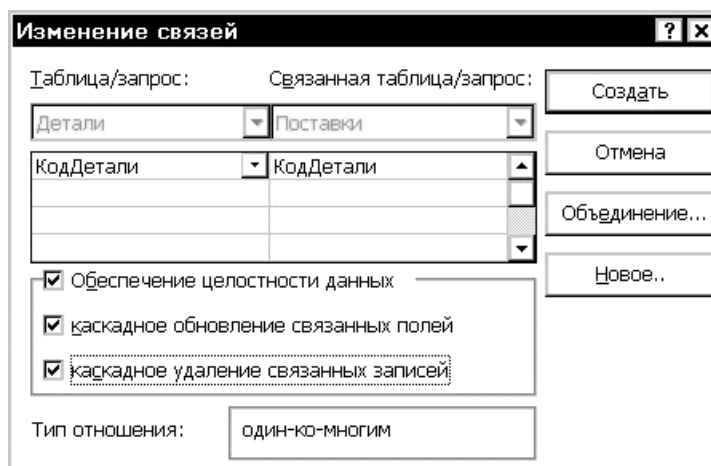 Изменение связей
Таблица/запрос: Связанная таблица/запрос:
Создать
Детали Поставки
Отмена
КодДетали КодДетали
Объединение...
Обеспечение целостности данных
Новое..
каскадное обновление связанных полей
каскадное удаление связанных записей
Тип отношения: один-ко-многим